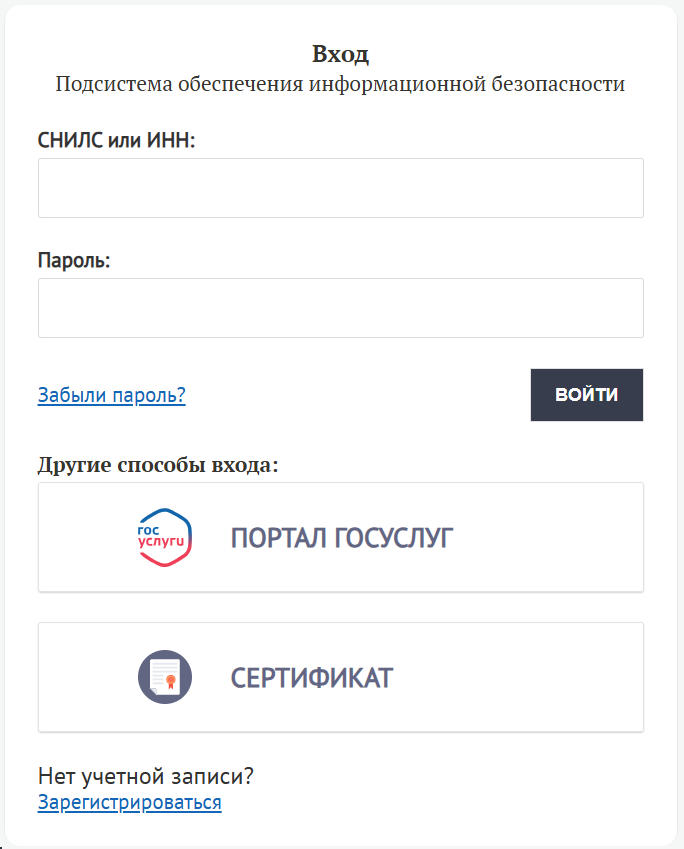 Вход
Подсистема обеспечения информационной безопасности
СНИЛС или ИНН:
Пароль:
Забыли пароль?
ВОЙТИ
Другие способы входа:
гос
услуги
ПОРТАЛ ГОСУСЛУГ
СЕРТИФИКАТ
Нет учетной записи?
Зарегистрироваться